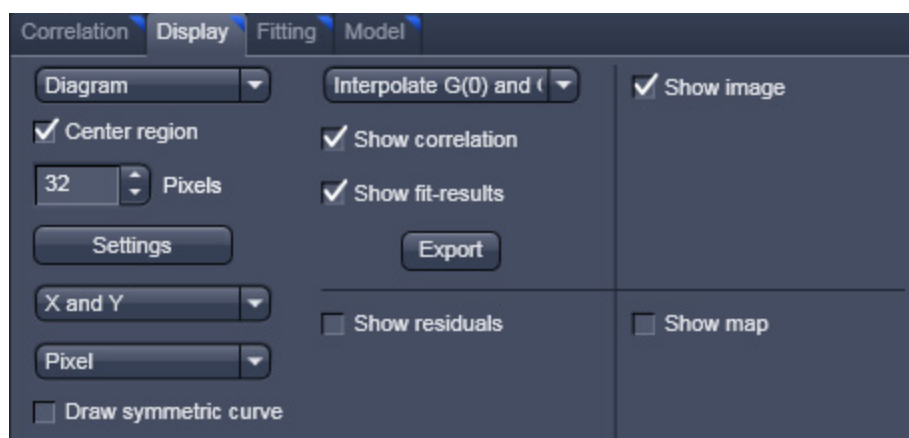 Correlation Display Fitting Model
Diagram Interpolate G(0) and ( Show image
Center region Show correlation
32 Pixels Show fit-results
Settings Export
X and Y Show residuals Show map
Pixel
Draw symmetric curve